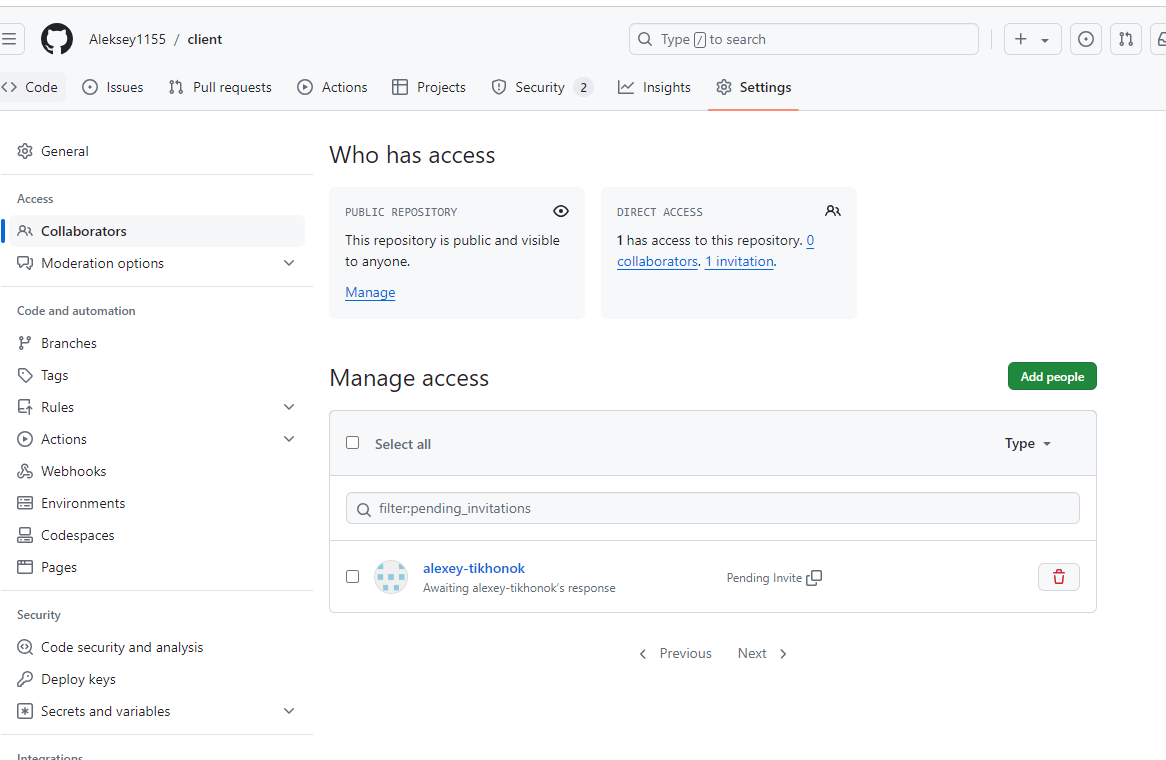 Aleksey1155 / client
Type / to search
Code
Issues
Pull requests
Actions
Projects
Security 2
Insights
Settings
General
Access
Collaborators
Moderation options
Code and automation
Branches
Tags
Rules
Actions
Webhooks
Environments
Codespaces
Pages
Security
Code security and analysis
Deploy keys
Secrets and variables
Integrations
Who has access
PUBLIC REPOSITORY
This repository is public and visible
to anyone.
Manage
DIRECT ACCESS
1 has access to this repository. 0
collaborators. 1 invitation.
Manage access
Add people
Select all
Type
filter:pending_invitations
alexey-tikhonok
Awaiting alexey-tikhonok's response
Pending Invite
Previous
Next